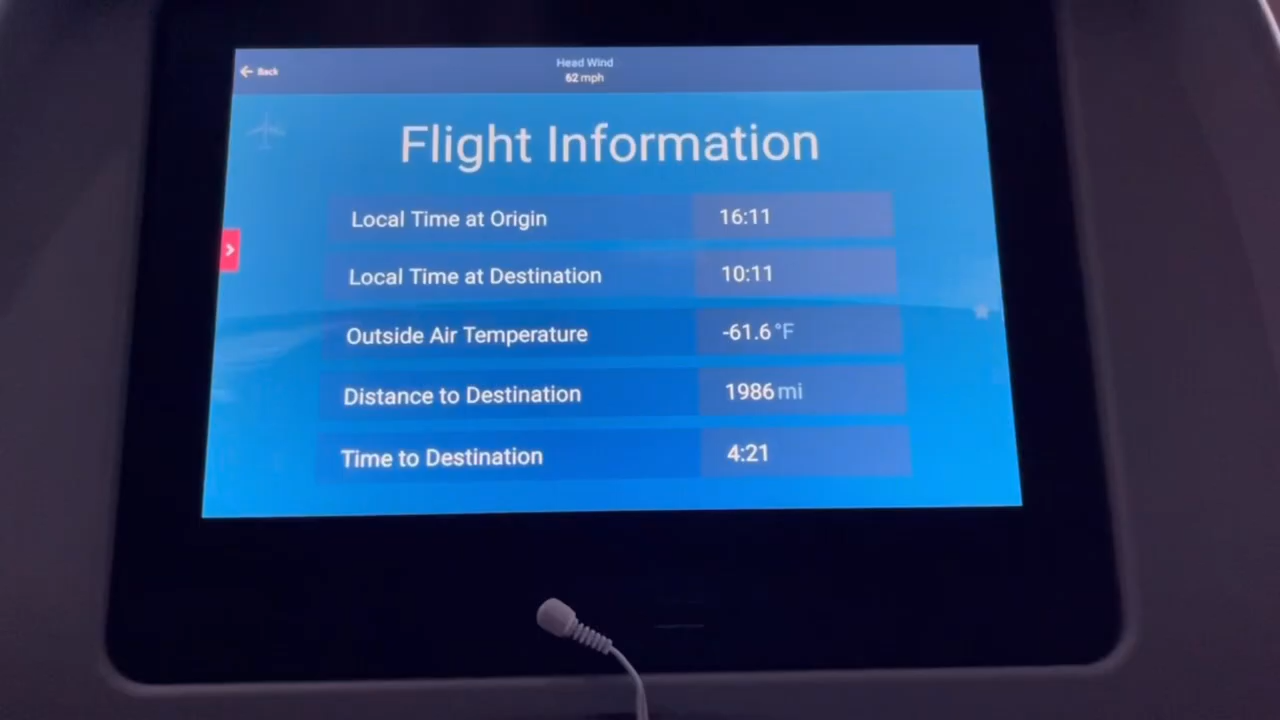 Back
Head Wind
62 mph
Flight Information
Local Time at Origin 16:11
Local Time at Destination 10:11
Outside Air Temperature -61.6 °F
Distance to Destination 1986 mi
Time to Destination 4:21